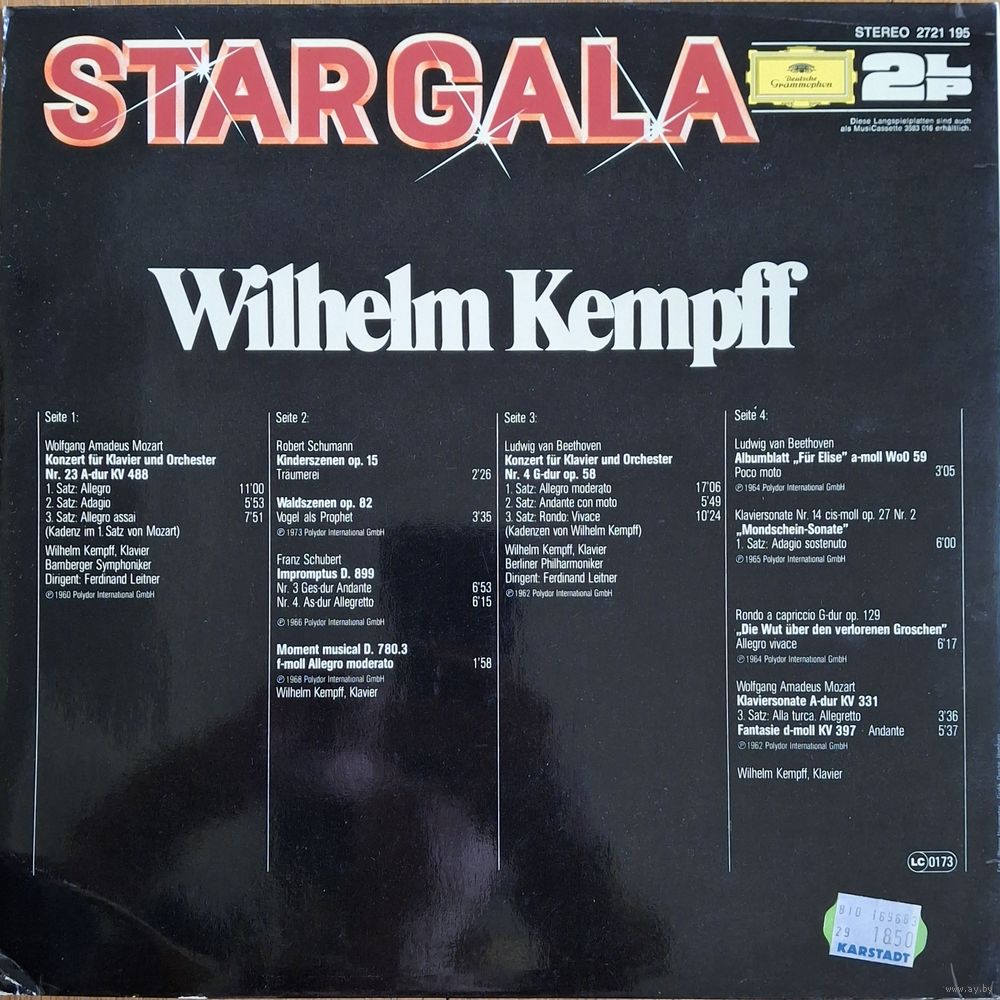 STAR GALA
STEREO 2721 195
Deutsche
Grammophon
2LP
Diese Langspielplatten sind auch
als MusiCassette 3583 016 erhältlich.
Wilhelm Kempff
Seite 1:
Wolfgang Amadeus Mozart
Konzert für Klavier und Orchester
Nr. 23 A-dur KV 488
1. Satz: Allegro 11'00
2. Satz: Adagio 5'53
3. Satz: Allegro assai 7'51
(Kadenz im 1. Satz von Mozart)
Wilhelm Kempff, Klavier
Bamberger Symphoniker
Dirigent: Ferdinand Leitner
℗ 1960 Polydor International GmbH
Seite 2:
Robert Schumann
Kinderszenen op. 15
Träumerei 2'26
Waldszenen op. 82
Vogel als Prophet 3'35
℗ 1973 Polydor International GmbH
Franz Schubert
Impromptus D. 899
Nr. 3 Ges-dur Andante 6'53
Nr. 4. As-dur Allegretto 6'15
℗ 1966 Polydor International GmbH
Moment musical D. 780.3
f-moll Allegro moderato 1'58
℗ 1968 Polydor International GmbH
Wilhelm Kempff, Klavier
Seite 3:
Ludwig van Beethoven
Konzert für Klavier und Orchester
Nr. 4 G-dur op. 58
1. Satz: Allegro moderato 17'06
2. Satz: Andante con moto 5'49
3. Satz: Rondo: Vivace 10'24
(Kadenzen von Wilhelm Kempff)
Wilhelm Kempff, Klavier
Berliner Philharmoniker
Dirigent: Ferdinand Leitner
℗ 1962 Polydor International GmbH
Seite 4:
Ludwig van Beethoven
Albumblatt „Für Elise" a-moll WoO 59
Poco moto 3'05
℗ 1964 Polydor International GmbH
Klaviersonate Nr. 14 cis-moll op. 27 Nr. 2
„Mondschein-Sonate"
1. Satz: Adagio sostenuto 6'00
℗ 1965 Polydor International GmbH
Rondo a capriccio G-dur op. 129
„Die Wut über den verlorenen Groschen"
Allegro vivace 6'17
℗ 1964 Polydor International GmbH
Wolfgang Amadeus Mozart
Klaviersonate A-dur KV 331
3. Satz: Alla turca. Allegretto 3'36
Fantasie d-moll KV 397 · Andante 5'37
℗ 1962 Polydor International GmbH
Wilhelm Kempff, Klavier
LC 0173
810 169683
29 1850
KARSTADT
www.ay.by